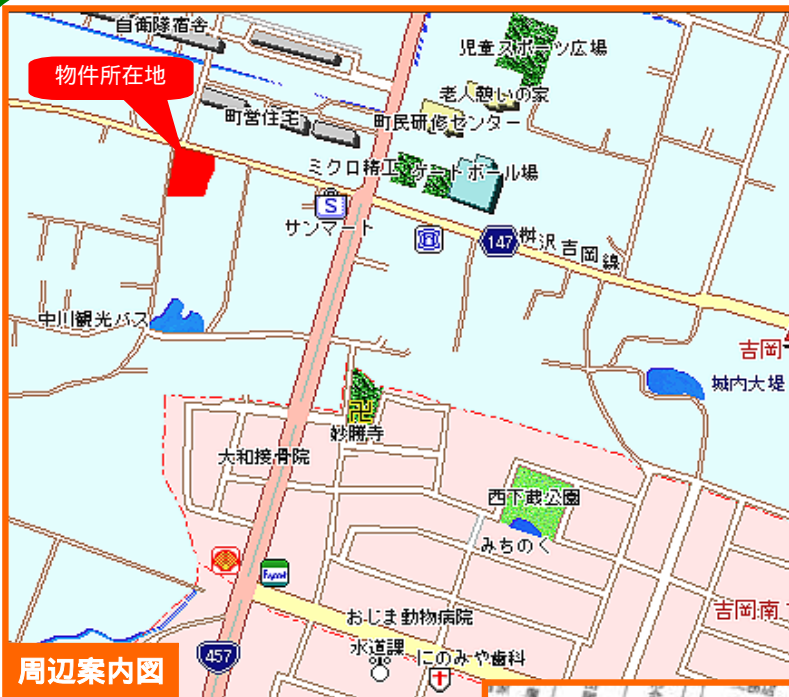 自衛隊宿舎
児童スポーツ広場
物件所在地
老人憩いの家
町営住宅
町民研修センター
ミクロ精工
ゲートボール場
S
サンマート
147
桝沢吉岡線
中川観光バス
吉岡
城内大堤
卍
妙勝寺
大和接骨院
西下蔵公園
みちのく
おじま動物病院
吉岡南
水道課
にのみや歯科
457
周辺案内図